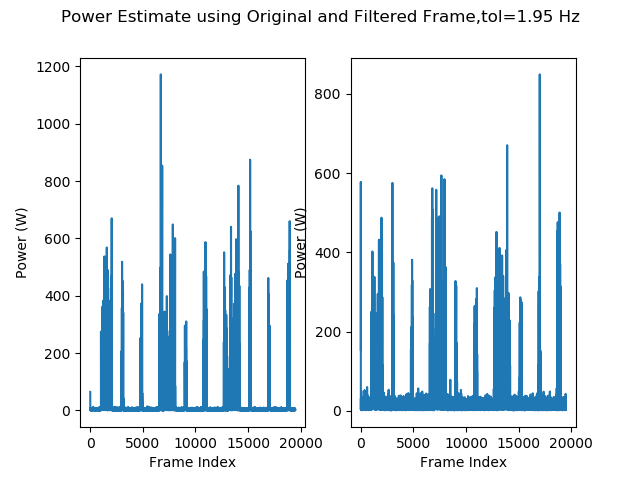 Power Estimate using Original and Filtered Frame,tol=1.95 Hz
Power (W)
1200
1000
800
600
400
200
0
0 5000 10000 15000 20000
Frame Index
Power (W)
800
600
400
200
0
0 5000 10000 15000 20000
Frame Index